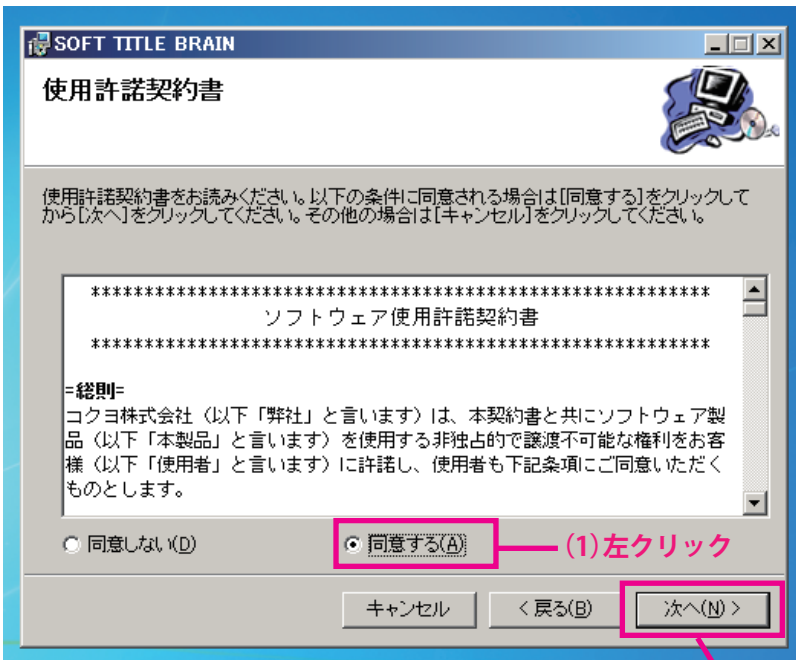 SOFT TITLE BRAIN
使用許諾契約書
使用許諾契約書をお読みください。以下の条件に同意される場合は[同意する]をクリックして
から[次へ]をクリックしてください。その他の場合は[キャンセル]をクリックしてください。
**********************************************************
ソフトウェア使用許諾契約書
**********************************************************
=総則=
コクヨ株式会社（以下「弊社」と言います）は、本契約書と共にソフトウェア製
品（以下「本製品」と言います）を使用する非独占的で譲渡不可能な権利をお客
様（以下「使用者」と言います）に許諾し、使用者も下記条項にご同意いただく
ものとします。
同意しない(D) 同意する(A) (1)左クリック
キャンセル < 戻る(B) 次へ(N) >